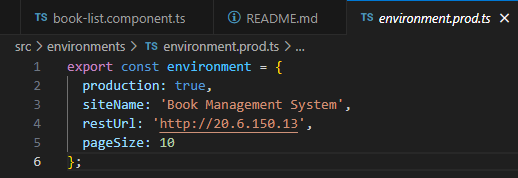 TS book-list.component.ts README.md TS environment.prod.ts
src > environments > TS environment.prod.ts > ...
1 export const environment = {
2 production: true,
3 siteName: 'Book Management System',
4 restUrl: 'http://20.6.150.13',
5 pageSize: 10
6 };